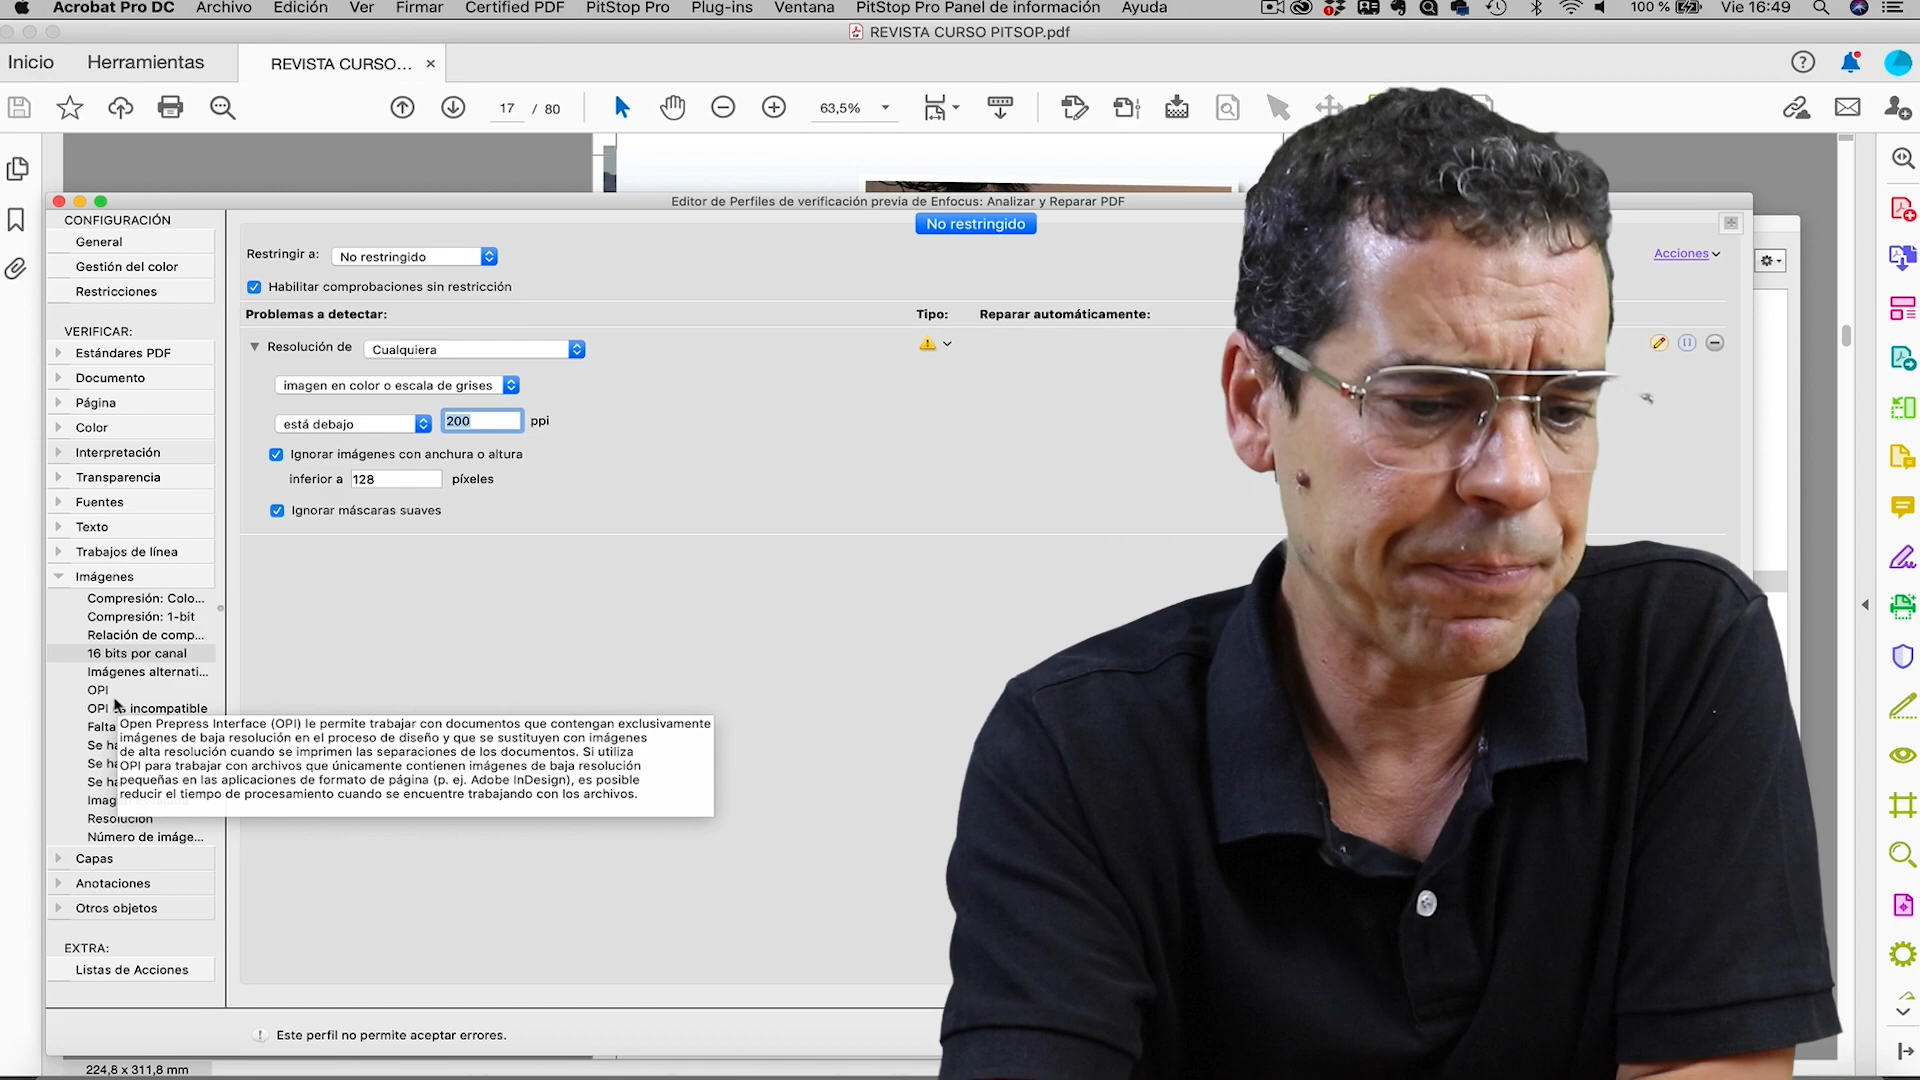 Acrobat Pro DC Archivo Edición Ver Firmar Certified PDF PitStop Pro Plug-ins Ventana PitStop Pro Panel de información Ayuda 100 % Vie 16:49
REVISTA CURSO PITSOP.pdf
Inicio Herramientas REVISTA CURSO... ×
17 / 80 63,5%
Editor de Perfiles de verificación previa de Enfocus: Analizar y Reparar PDF
CONFIGURACIÓN
General
Gestión del color
Restricciones
VERIFICAR:
Estándares PDF
Documento
Página
Color
Interpretación
Transparencia
Fuentes
Texto
Trabajos de línea
Imágenes
Compresión: Colo...
Compresión: 1-bit
Relación de comp...
16 bits por canal
Imágenes alternati...
OPI
OPI es incompatible
Falta
Se ha
Se ha
Se ha
Resolución
Número de imáge...
Capas
Anotaciones
Otros objetos
EXTRA:
Listas de Acciones
No restringido
Restringir a: No restringido
Acciones
Habilitar comprobaciones sin restricción
Problemas a detectar: Tipo: Reparar automáticamente:
Resolución de Cualquiera
imagen en color o escala de grises
está debajo 200 ppi
Ignorar imágenes con anchura o altura
inferior a 128 píxeles
Ignorar máscaras suaves
Open Prepress Interface (OPI) le permite trabajar con documentos que contengan exclusivamente
imágenes de baja resolución en el proceso de diseño y que se sustituyen con imágenes
de alta resolución cuando se imprimen las separaciones de los documentos. Si utiliza
OPI para trabajar con archivos que únicamente contienen imágenes de baja resolución
pequeñas en las aplicaciones de formato de página (p. ej. Adobe InDesign), es posible
reducir el tiempo de procesamiento cuando se encuentre trabajando con los archivos.
Este perfil no permite aceptar errores.
224,8 x 311,8 mm